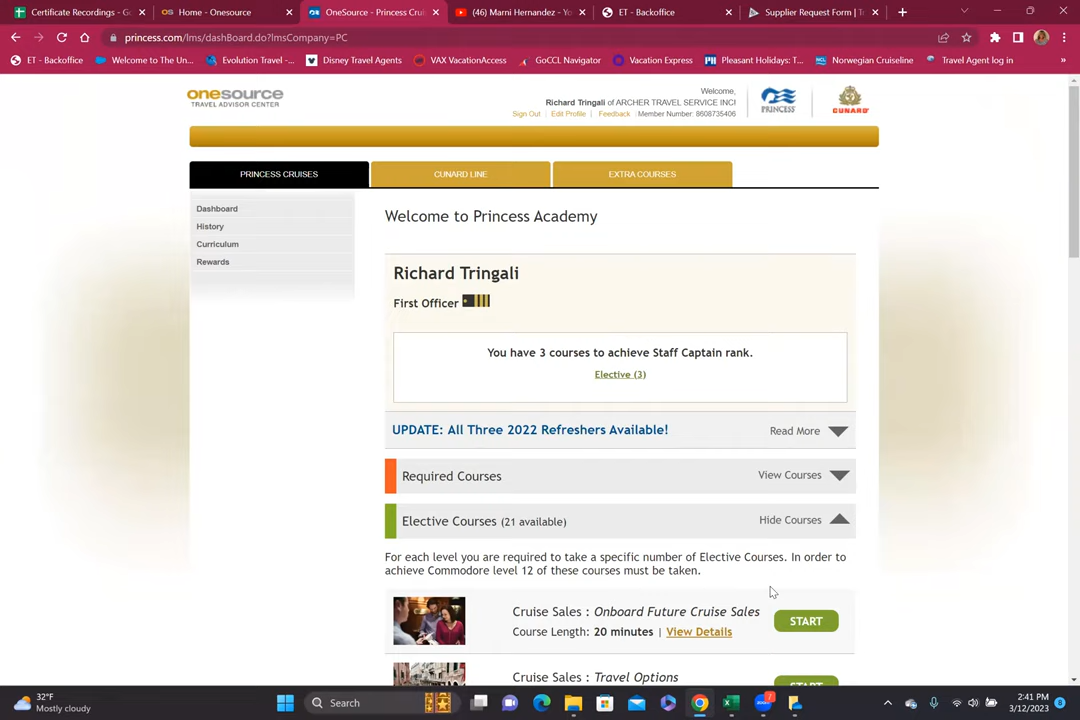 Certificate Recordings - Go
Home - Onesource
OneSource - Princess Cruis
(46) Marni Hernandez - Yo
ET - Backoffice
Supplier Request Form | T
princess.com/lms/dashBoard.do?lmsCompany=PC
ET - Backoffice
Welcome to The Un...
Evolution Travel -...
Disney Travel Agents
VAX VacationAccess
GoCCL Navigator
Vacation Express
Pleasant Holidays: T...
Norwegian Cruiseline
Travel Agent log in
onesource
TRAVEL ADVISOR CENTER
Welcome,
Richard Tringali of ARCHER TRAVEL SERVICE INC!
Sign Out | Edit Profile | Feedback | Member Number: 8608735406
PRINCESS
CUNARD
PRINCESS CRUISES
CUNARD LINE
EXTRA COURSES
Dashboard
History
Curriculum
Rewards
Welcome to Princess Academy
Richard Tringali
First Officer
You have 3 courses to achieve Staff Captain rank.
Elective (3)
UPDATE: All Three 2022 Refreshers Available!
Read More
Required Courses
View Courses
Elective Courses (21 available)
Hide Courses
For each level you are required to take a specific number of Elective Courses. In order to
achieve Commodore level 12 of these courses must be taken.
Cruise Sales : Onboard Future Cruise Sales
Course Length: 20 minutes | View Details
START
Cruise Sales : Travel Options
START
32°F
Mostly cloudy
Search
2:41 PM
3/12/2023